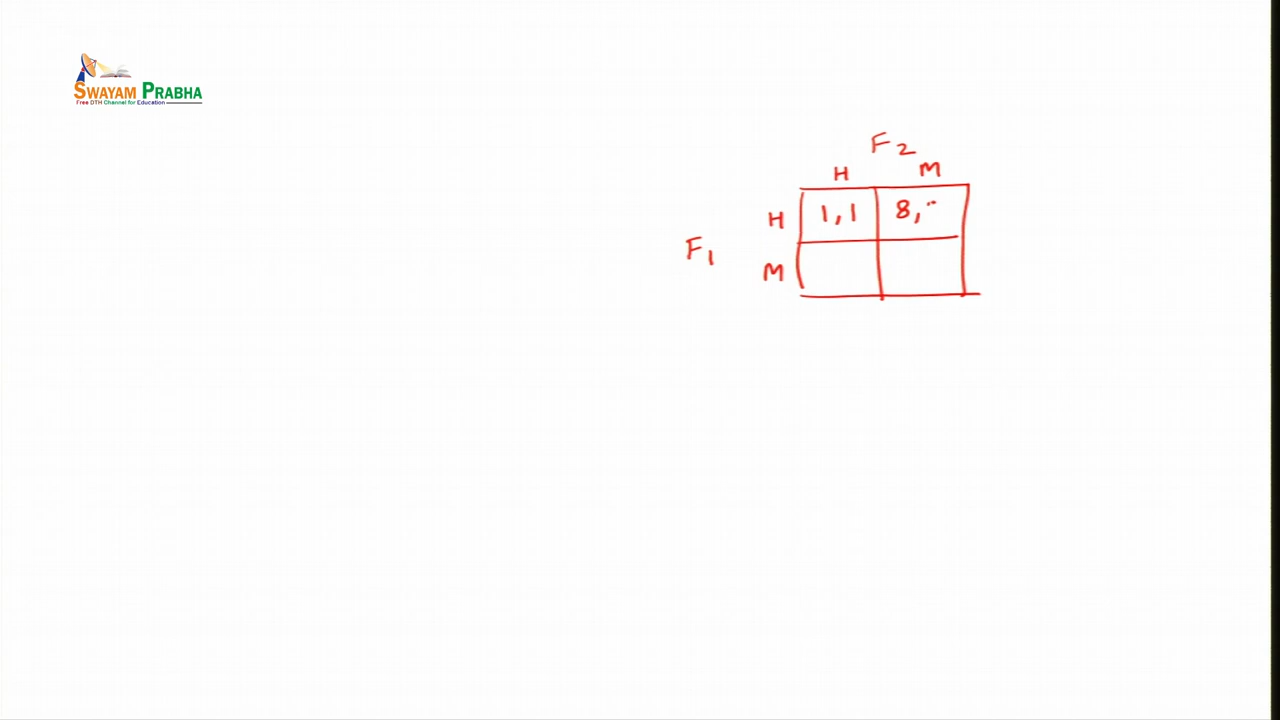 SWAYAM PRABHA
Free DTH Channel for Education
F2
H M
H 1,1 8,
F1
M